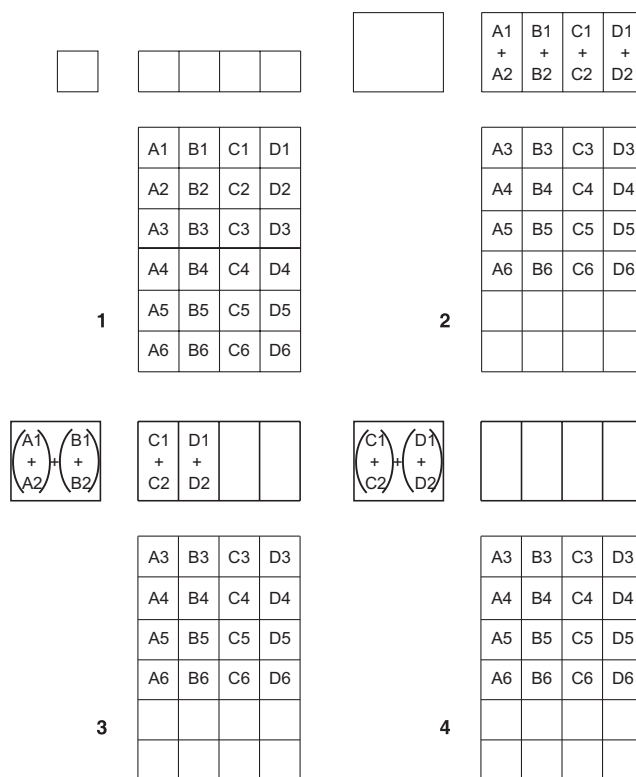 A1 B1 C1 D1
+ + + +
A2 B2 C2 D2
A1 B1 C1 D1
A2 B2 C2 D2
A3 B3 C3 D3
A4 B4 C4 D4
A5 B5 C5 D5
A6 B6 C6 D6
1
A3 B3 C3 D3
A4 B4 C4 D4
A5 B5 C5 D5
A6 B6 C6 D6
2
(A1 + A2) + (B1 + B2)
C1 D1
+ +
C2 D2
A3 B3 C3 D3
A4 B4 C4 D4
A5 B5 C5 D5
A6 B6 C6 D6
3
(C1 + C2) + (D1 + D2)
A3 B3 C3 D3
A4 B4 C4 D4
A5 B5 C5 D5
A6 B6 C6 D6
4